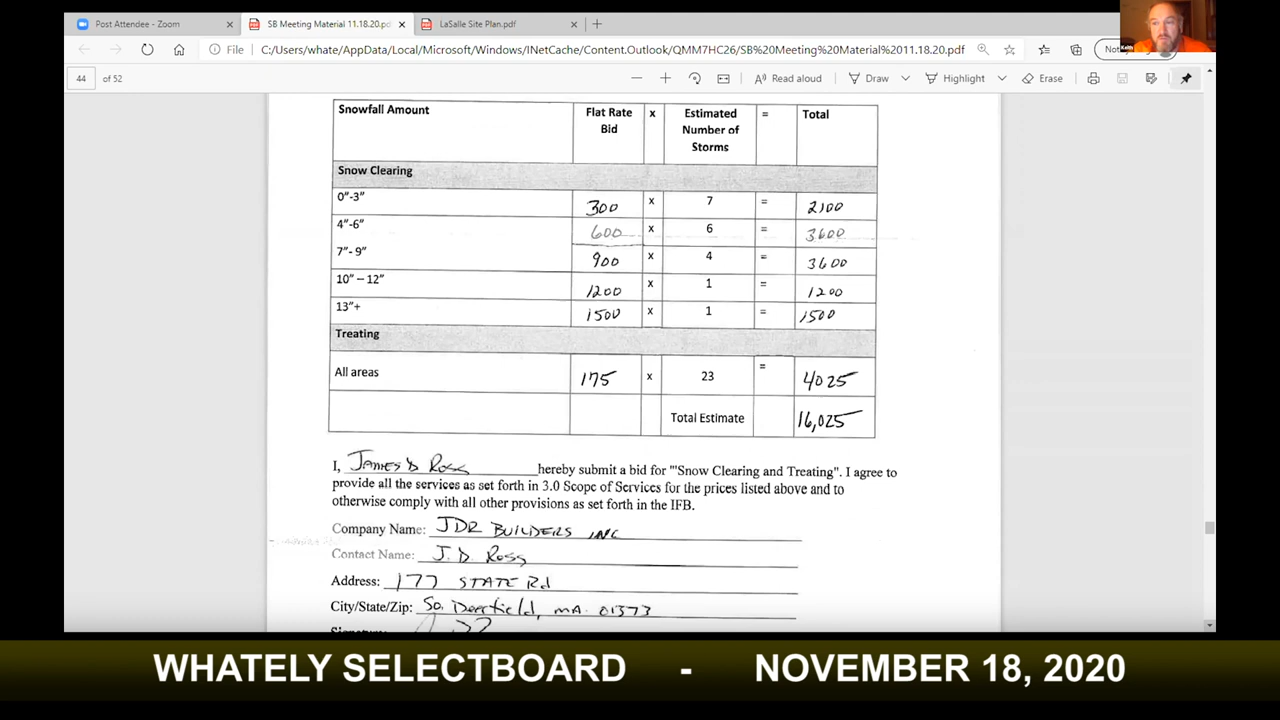 Post Attendee - Zoom × SB Meeting Material 11.18.20.pd × LaSalle Site Plan.pdf × +
File C:/Users/whate/AppData/Local/Microsoft/Windows/INetCache/Content.Outlook/QMM7HC26/SB%20Meeting%20Material%2011.18.20.pdf
44 of 52 Read aloud Draw Highlight Erase
Keith
Snowfall Amount Flat Rate Bid x Estimated Number of Storms = Total
Snow Clearing
0"-3" 300 x 7 = 2100
4"-6" 600 x 6 = 3600
7"- 9" 900 x 4 = 3600
10" – 12" 1200 x 1 = 1200
13"+ 1500 x 1 = 1500
Treating
All areas 175 x 23 = 4025
Total Estimate 16,025
I, James D Ross hereby submit a bid for "'Snow Clearing and Treating". I agree to
provide all the services as set forth in 3.0 Scope of Services for the prices listed above and to
otherwise comply with all other provisions as set forth in the IFB.
Company Name: JDR BUILDERS INC
Contact Name: J. D. Ross
Address: 177 STATE Rd
City/State/Zip: So. Deerfield, MA. 01373
WHATELY SELECTBOARD - NOVEMBER 18, 2020